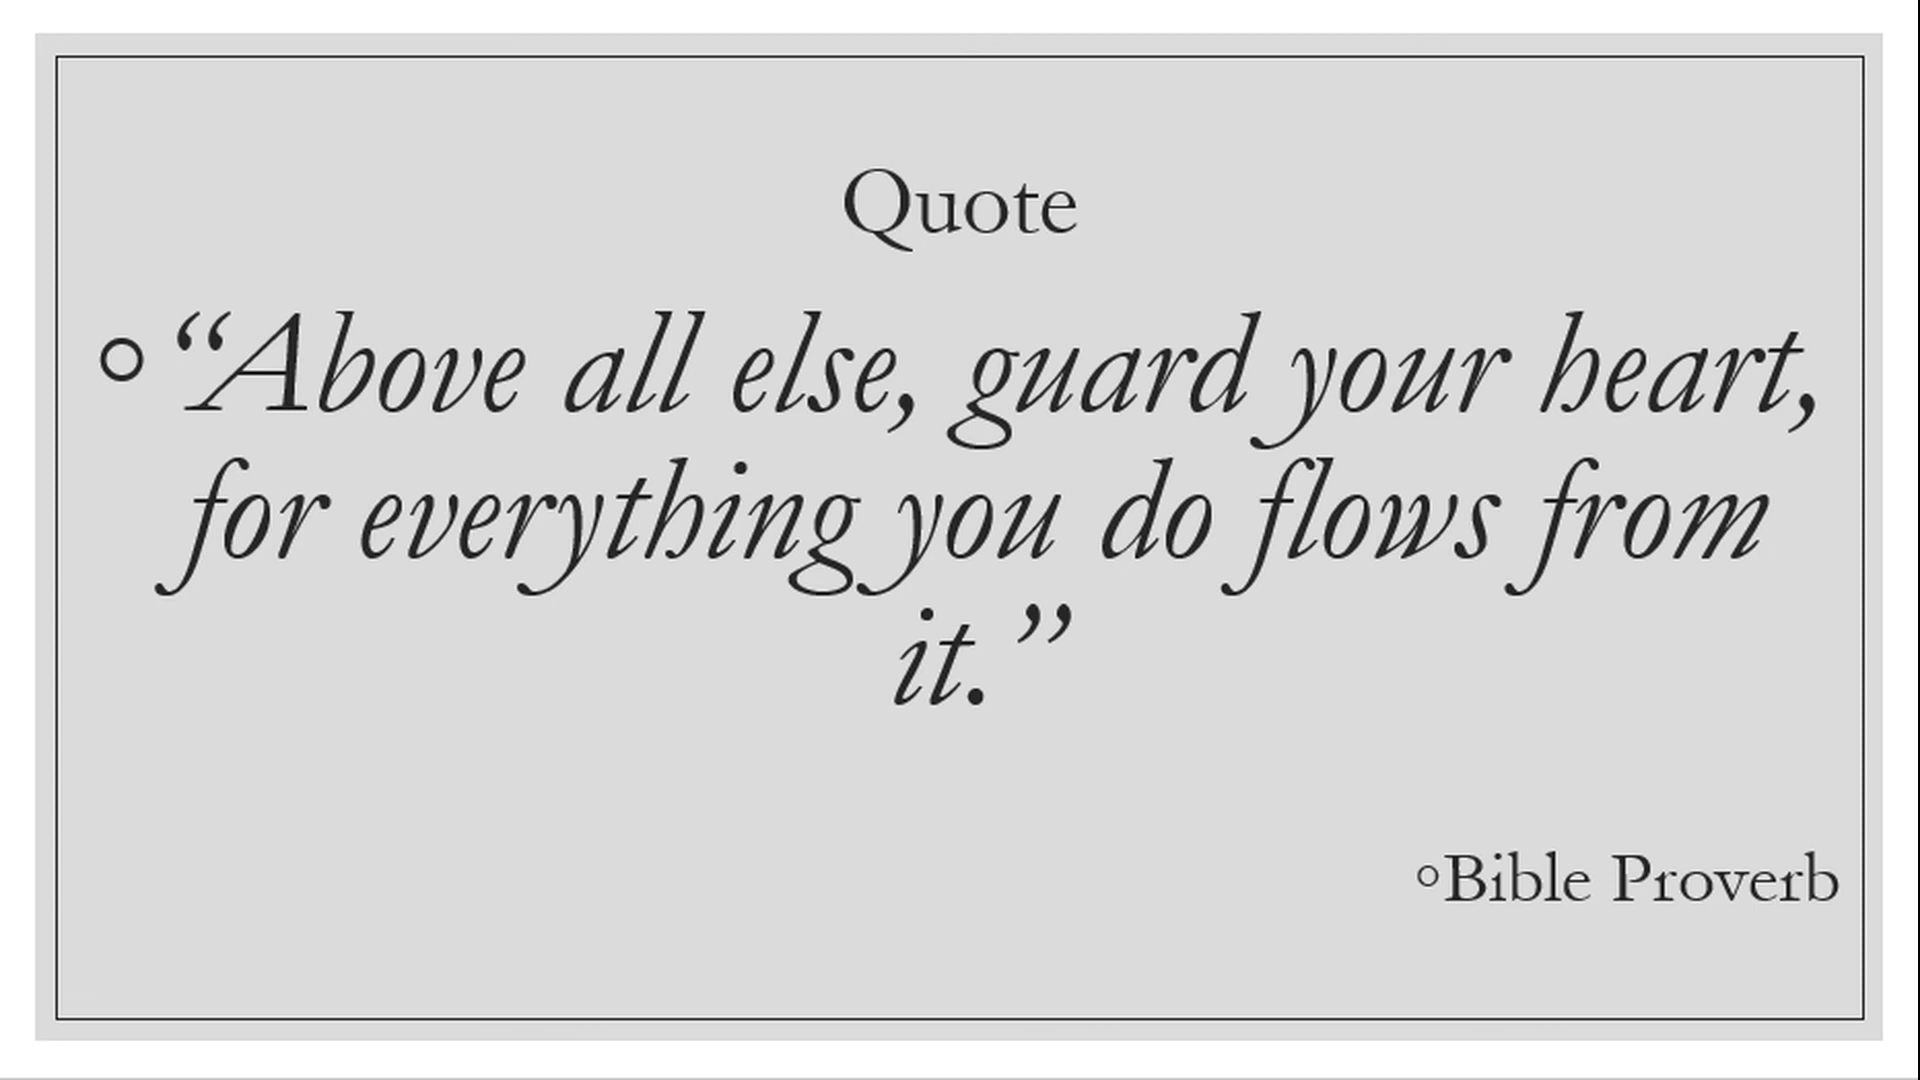 Quote
◦“Above all else, guard your heart,
for everything you do flows from
it.”
◦Bible Proverb